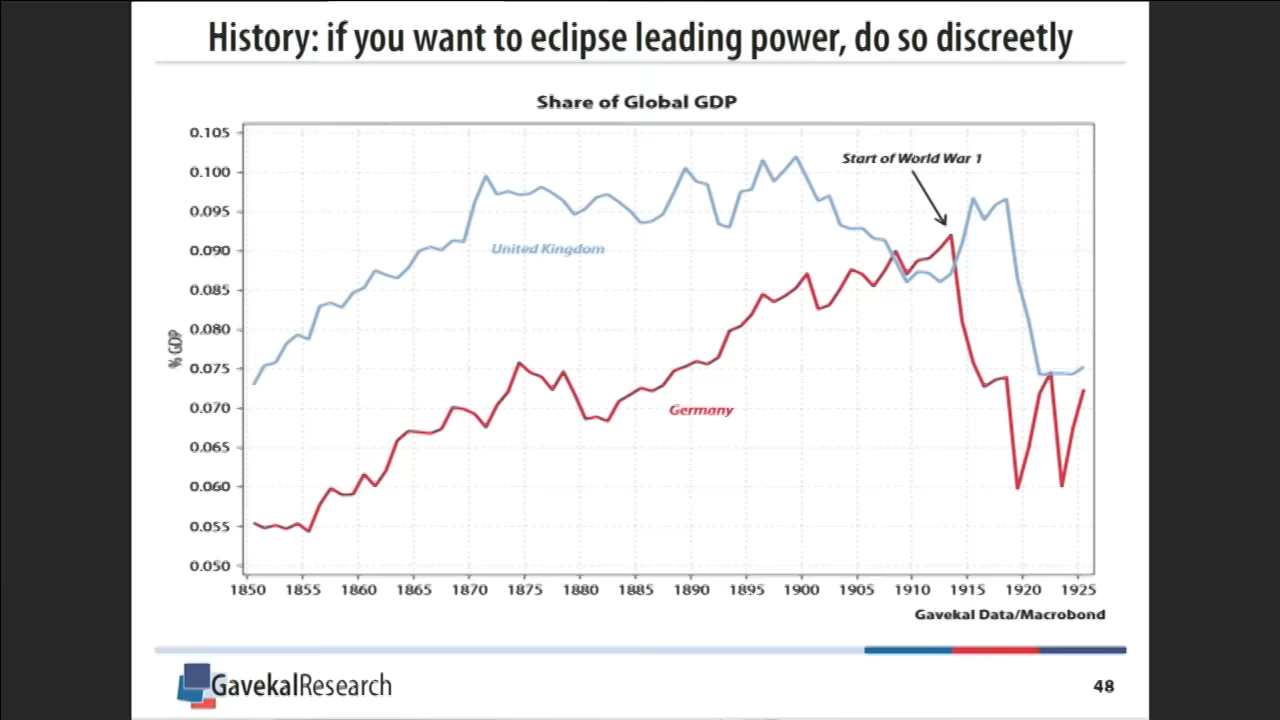 History: if you want to eclipse leading power, do so discreetly
Share of Global GDP
0.105
0.100
0.095
0.090
0.085
0.080
0.075
0.070
0.065
0.060
0.055
0.050
% GDP
Start of World War 1
United Kingdom
Germany
1850 1855 1860 1865 1870 1875 1880 1885 1890 1895 1900 1905 1910 1915 1920 1925
Gavekal Data/Macrobond
GavekalResearch
48